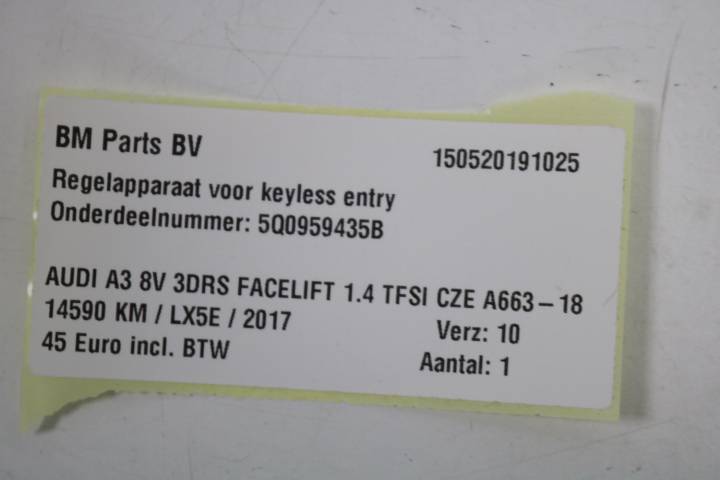 BM Parts BV 150520191025
Regelapparaat voor keyless entry
Onderdeelnummer: 5Q0959435B
AUDI A3 8V 3DRS FACELIFT 1.4 TFSI CZE A663-18
14590 KM / LX5E / 2017 Verz: 10
45 Euro incl. BTW Aantal: 1